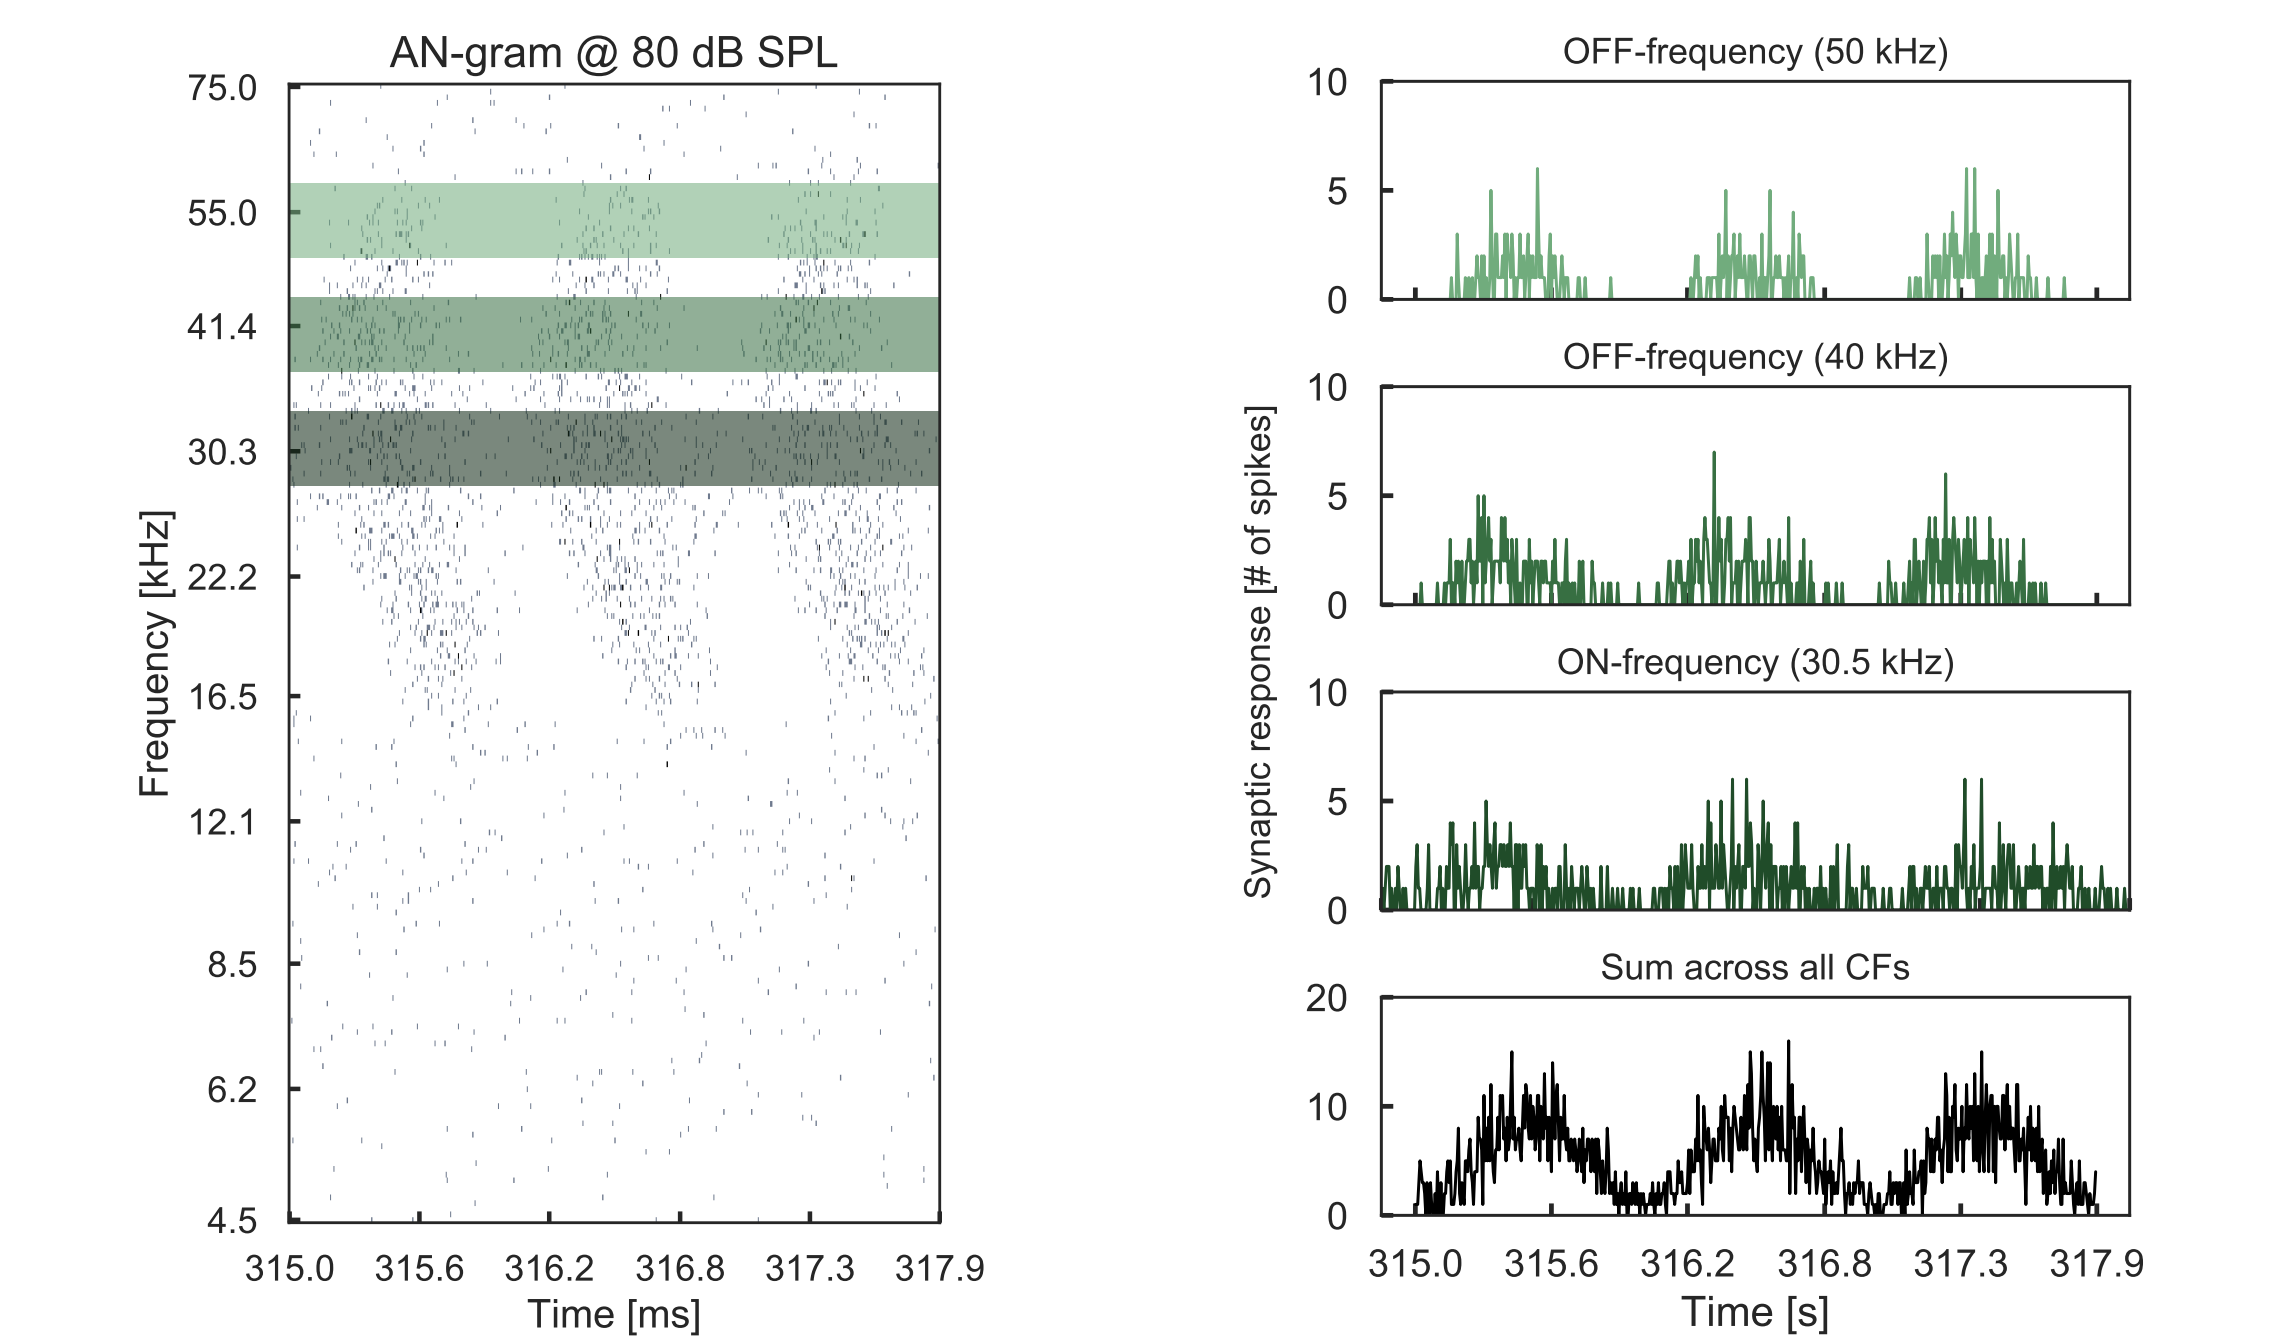 AN-gram @ 80 dB SPL
75.0
55.0
41.4
30.3
22.2
16.5
12.1
8.5
6.2
4.5
Frequency [kHz]
315.0 315.6 316.2 316.8 317.3 317.9
Time [ms]
OFF-frequency (50 kHz)
10
5
0
OFF-frequency (40 kHz)
10
5
0
ON-frequency (30.5 kHz)
10
5
0
Sum across all CFs
20
10
0
Synaptic response [# of spikes]
315.0 315.6 316.2 316.8 317.3 317.9
Time [s]